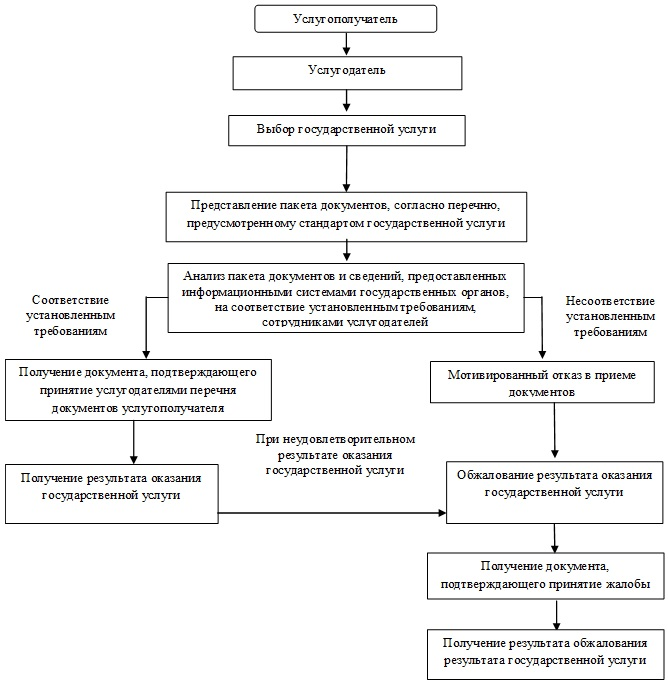 Услугополучатель
Услугодатель
Выбор государственной услуги
Представление пакета документов, согласно перечню,
предусмотренному стандартом государственной услуги
Анализ пакета документов и сведений, предоставленных
информационными системами государственных органов,
на соответствие установленным требованиям,
сотрудниками услугодателей
Соответствие
установленным
требованиям
Несоответствие
установленным
требованиям
Получение документа, подтверждающего
принятие услугодателями перечня
документов услугополучателя
Мотивированный отказ в приеме
документов
При неудовлетворительном
результате оказания
государственной услуги
Получение результата оказания
государственной услуги
Обжалование результата оказания
государственной услуги
Получение документа,
подтверждающего принятие жалобы
Получение результата обжалования
результата государственной услуги